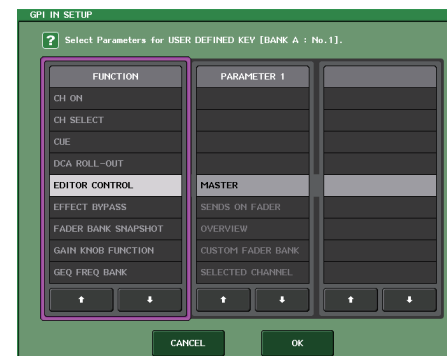 GPI IN SETUP
? Select Parameters for USER DEFINED KEY [BANK A : No.1].
FUNCTION PARAMETER 1
CH ON
CH SELECT
CUE
DCA ROLL-OUT
EDITOR CONTROL MASTER
EFFECT BYPASS SENDS ON FADER
FADER BANK SNAPSHOT OVERVIEW
GAIN KNOB FUNCTION CUSTOM FADER BANK
GEQ FREQ BANK SELECTED CHANNEL
CANCEL OK